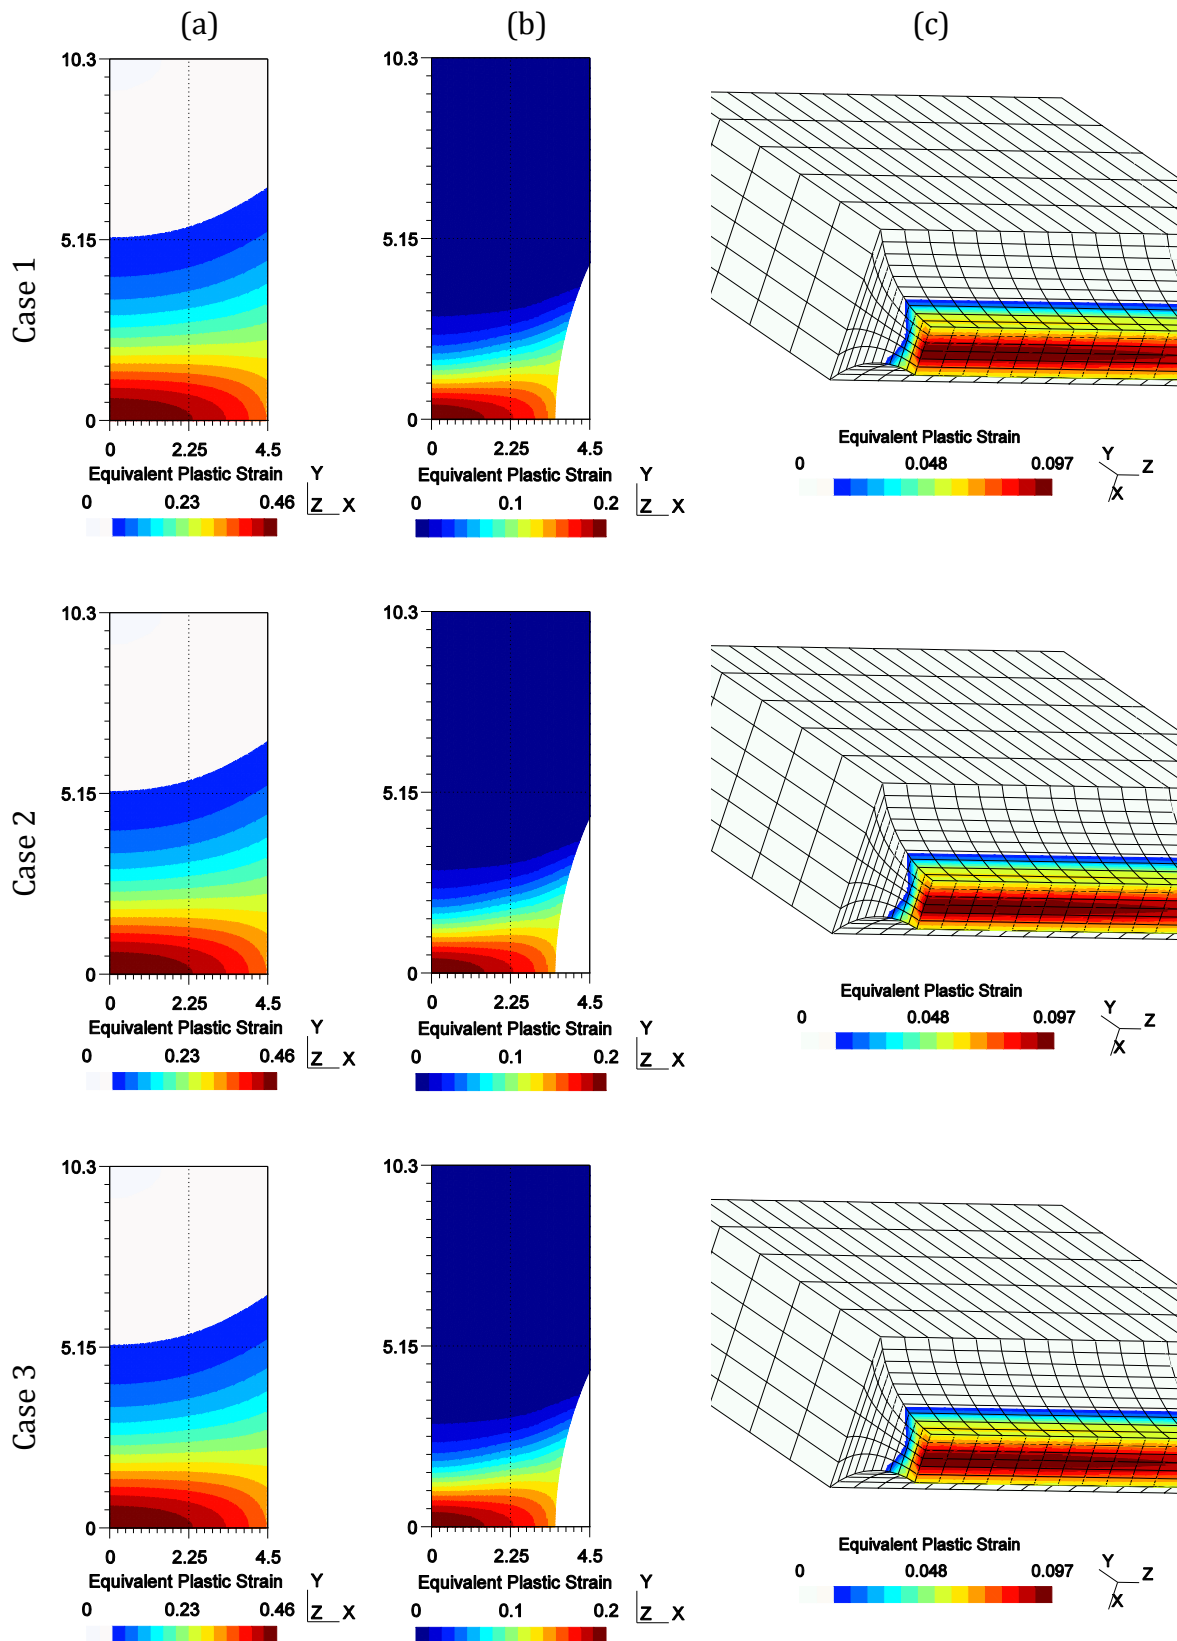 (a) (b) (c)
Case 1
10.3
5.15
0
0 2.25 4.5
Equivalent Plastic Strain
0 0.23 0.46
Y
Z X
10.3
5.15
0
0 2.25 4.5
Equivalent Plastic Strain
0 0.1 0.2
Y
Z X
Equivalent Plastic Strain
0 0.048 0.097
Y
Z
X
Case 2
10.3
5.15
0
0 2.25 4.5
Equivalent Plastic Strain
0 0.23 0.46
Y
Z X
10.3
5.15
0
0 2.25 4.5
Equivalent Plastic Strain
0 0.1 0.2
Y
Z X
Equivalent Plastic Strain
0 0.048 0.097
Y
Z
X
Case 3
10.3
5.15
0
0 2.25 4.5
Equivalent Plastic Strain
0 0.23 0.46
Y
Z X
10.3
5.15
0
0 2.25 4.5
Equivalent Plastic Strain
0 0.1 0.2
Y
Z X
Equivalent Plastic Strain
0 0.048 0.097
Y
Z
X